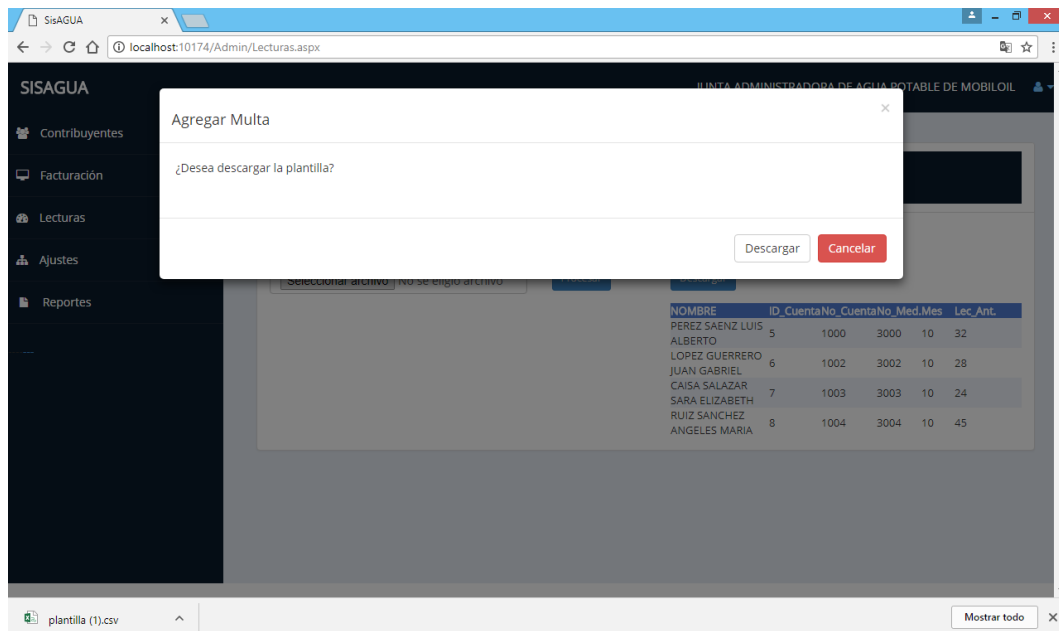 SisAGUA
localhost:10174/Admin/Lecturas.aspx
SISAGUA
JUNTA ADMINISTRADORA DE AGUA POTABLE DE MOBILOIL
Contribuyentes
Facturación
Lecturas
Ajustes
Reportes
Agregar Multa
×
¿Desea descargar la plantilla?
Descargar
Cancelar
Seleccionar archivo No se eligió archivo
Procesar
Descargar
NOMBRE ID_Cuenta No_Cuenta No_Med. Mes Lec_Ant.
PEREZ SAENZ LUIS ALBERTO 5 1000 3000 10 32
LOPEZ GUERRERO JUAN GABRIEL 6 1002 3002 10 28
CAISA SALAZAR SARA ELIZABETH 7 1003 3003 10 24
RUIZ SANCHEZ ANGELES MARIA 8 1004 3004 10 45
plantilla (1).csv
Mostrar todo